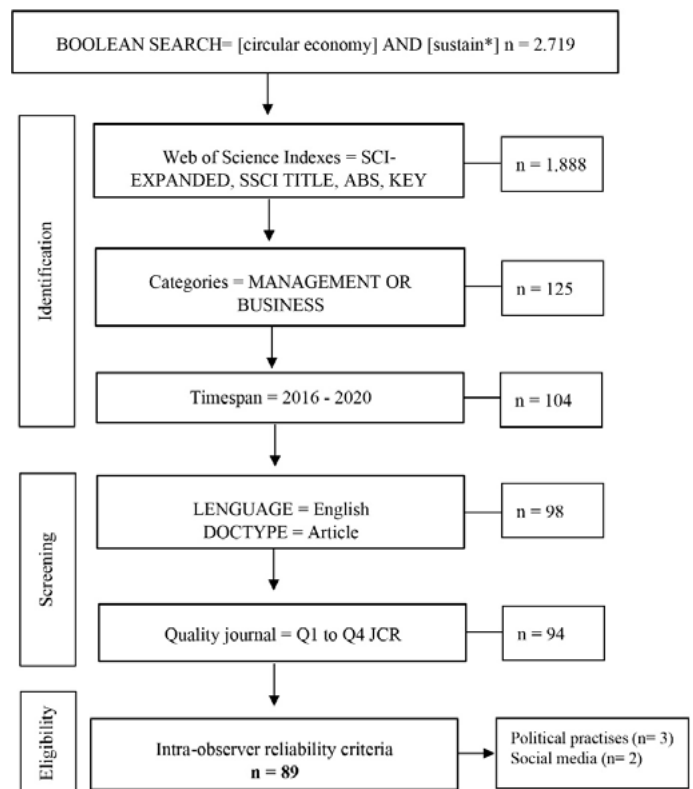 BOOLEAN SEARCH= [circular economy] AND [sustain*] n = 2.719
Identification
Web of Science Indexes = SCI-
EXPANDED, SSCI TITLE, ABS, KEY
n = 1.888
Categories = MANAGEMENT OR
BUSINESS
n = 125
Timespan = 2016 - 2020
n = 104
Screening
LENGUAGE = English
DOCTYPE = Article
n = 98
Quality journal = Q1 to Q4 JCR
n = 94
Eligibility
Intra-observer reliability criteria
n = 89
Political practises (n= 3)
Social media (n= 2)